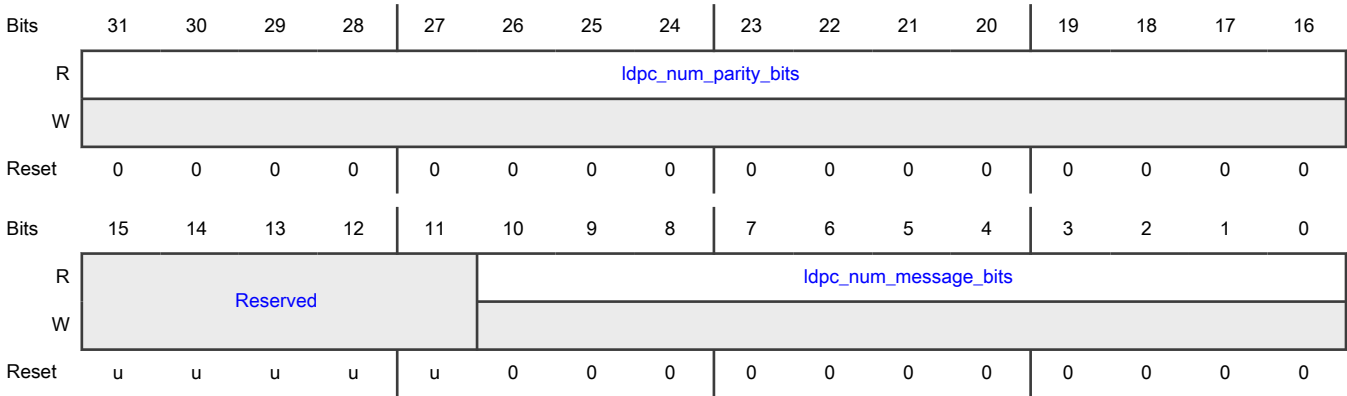 Bits 31 30 29 28 27 26 25 24 23 22 21 20 19 18 17 16
R ldpc_num_parity_bits
W
Reset 0 0 0 0 0 0 0 0 0 0 0 0 0 0 0 0
Bits 15 14 13 12 11 10 9 8 7 6 5 4 3 2 1 0
R ldpc_num_message_bits
Reserved
W
Reset u u u u u 0 0 0 0 0 0 0 0 0 0 0